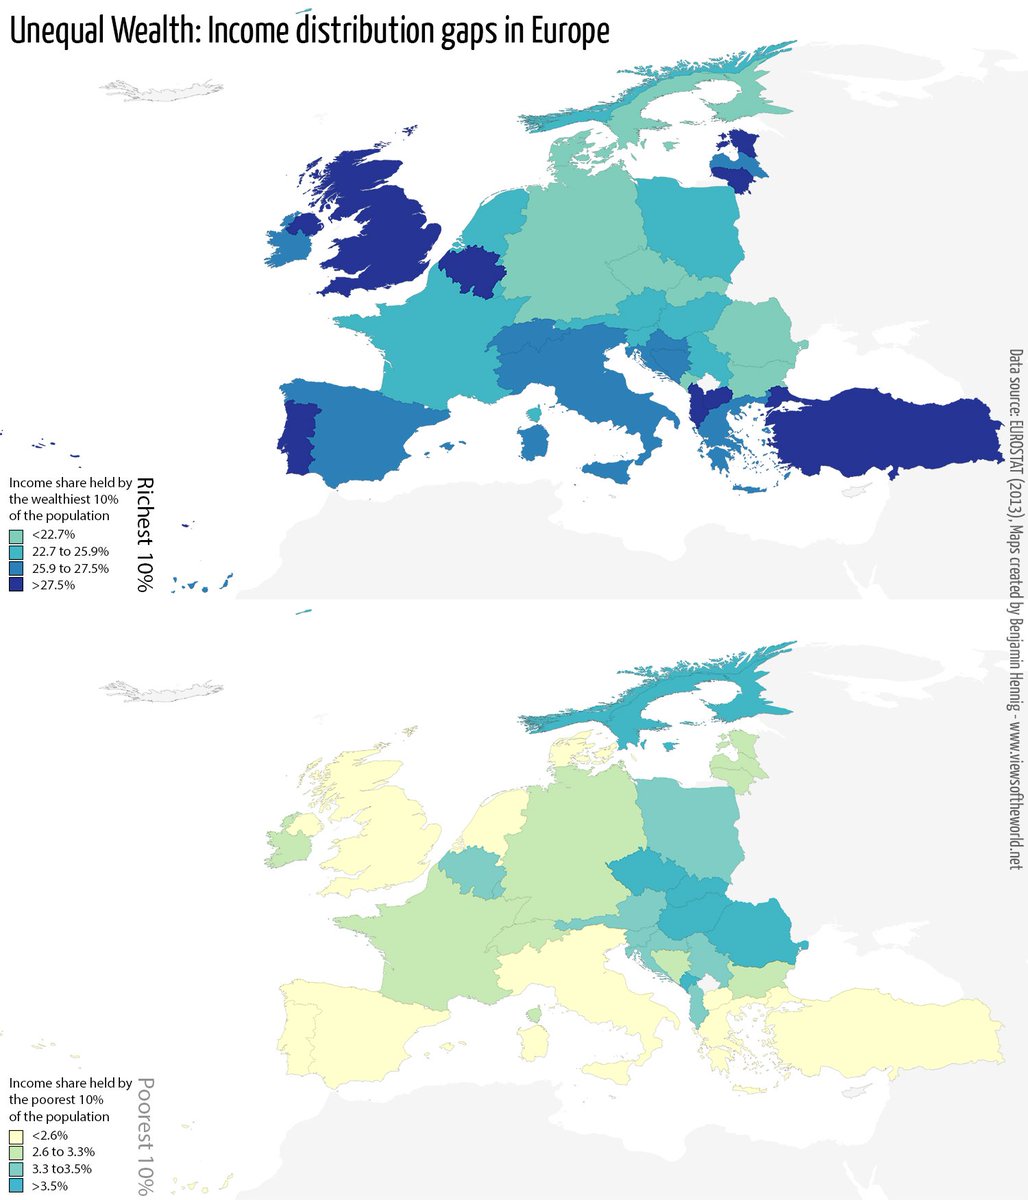 Unequal Wealth: Income distribution gaps in Europe
Income share held by
the wealthiest 10%
of the population
<22.7%
22.7 to 25.9%
25.9 to 27.5%
>27.5%
Richest 10%
Data source: EUROSTAT (2013), Maps created by Benjamin Hennig - www.viewsoftheworld.net
Income share held by
the poorest 10%
of the population
<2.6%
2.6 to 3.3%
3.3 to3.5%
>3.5%
Poorest 10%